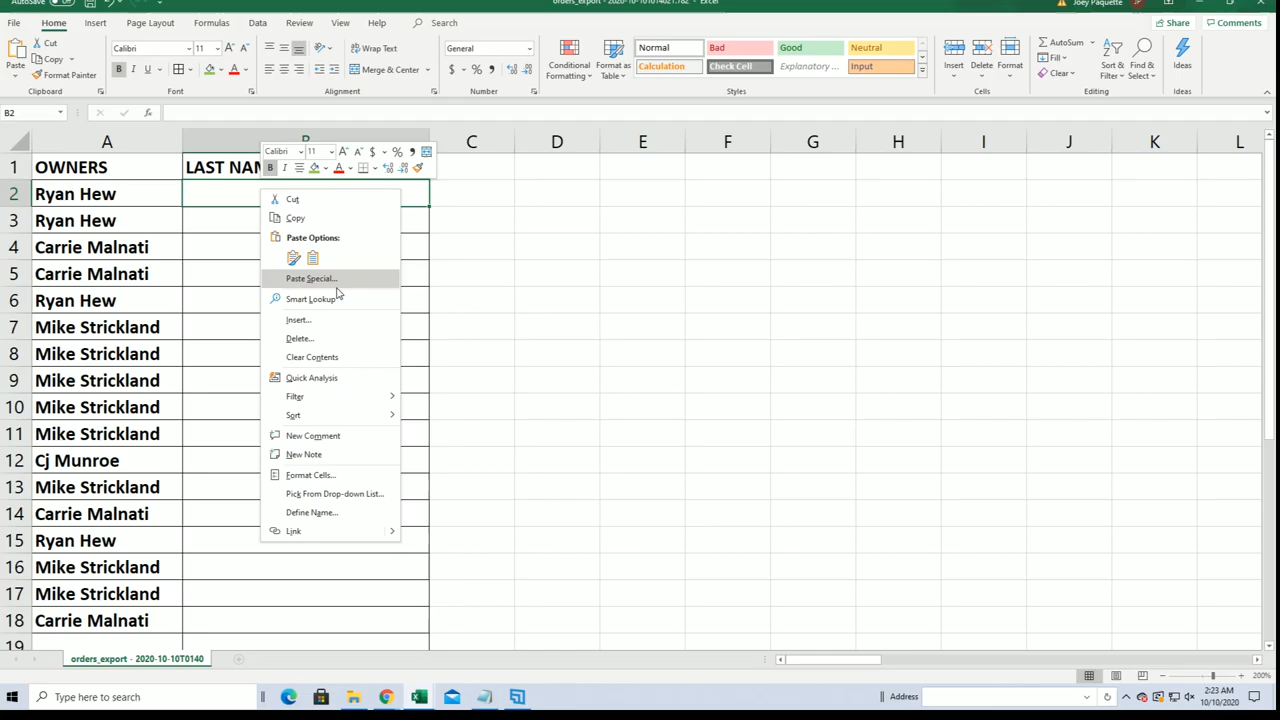 AutoSave Off
orders_export - 2020-10-10T014021.782 - Excel
Joey Paquette JP
File Home Insert Page Layout Formulas Data Review View Help Search
Share Comments
Paste
Cut
Copy
Format Painter
Clipboard
Calibri 11
B I U
Font
Wrap Text
Merge & Center
Alignment
General
$ %
Number
Conditional Formatting
Format as Table
Normal Bad Good Neutral
Calculation Check Cell Explanatory ... Input
Styles
Insert Delete Format
Cells
AutoSum
Fill
Clear
Sort & Filter
Find & Select
Editing
Ideas
Ideas
B2
A B C D E F G H I J K L
1 OWNERS LAST NAM
2 Ryan Hew
3 Ryan Hew
4 Carrie Malnati
5 Carrie Malnati
6 Ryan Hew
7 Mike Strickland
8 Mike Strickland
9 Mike Strickland
10 Mike Strickland
11 Mike Strickland
12 Cj Munroe
13 Mike Strickland
14 Carrie Malnati
15 Ryan Hew
16 Mike Strickland
17 Mike Strickland
18 Carrie Malnati
19
Calibri 11 A A $ %
B I A
Cut
Copy
Paste Options:
Paste Special...
Smart Lookup
Insert...
Delete...
Clear Contents
Quick Analysis
Filter
Sort
New Comment
New Note
Format Cells...
Pick From Drop-down List...
Define Name...
Link
orders_export - 2020-10-10T0140
200%
Type here to search
Address
2:23 AM
10/10/2020